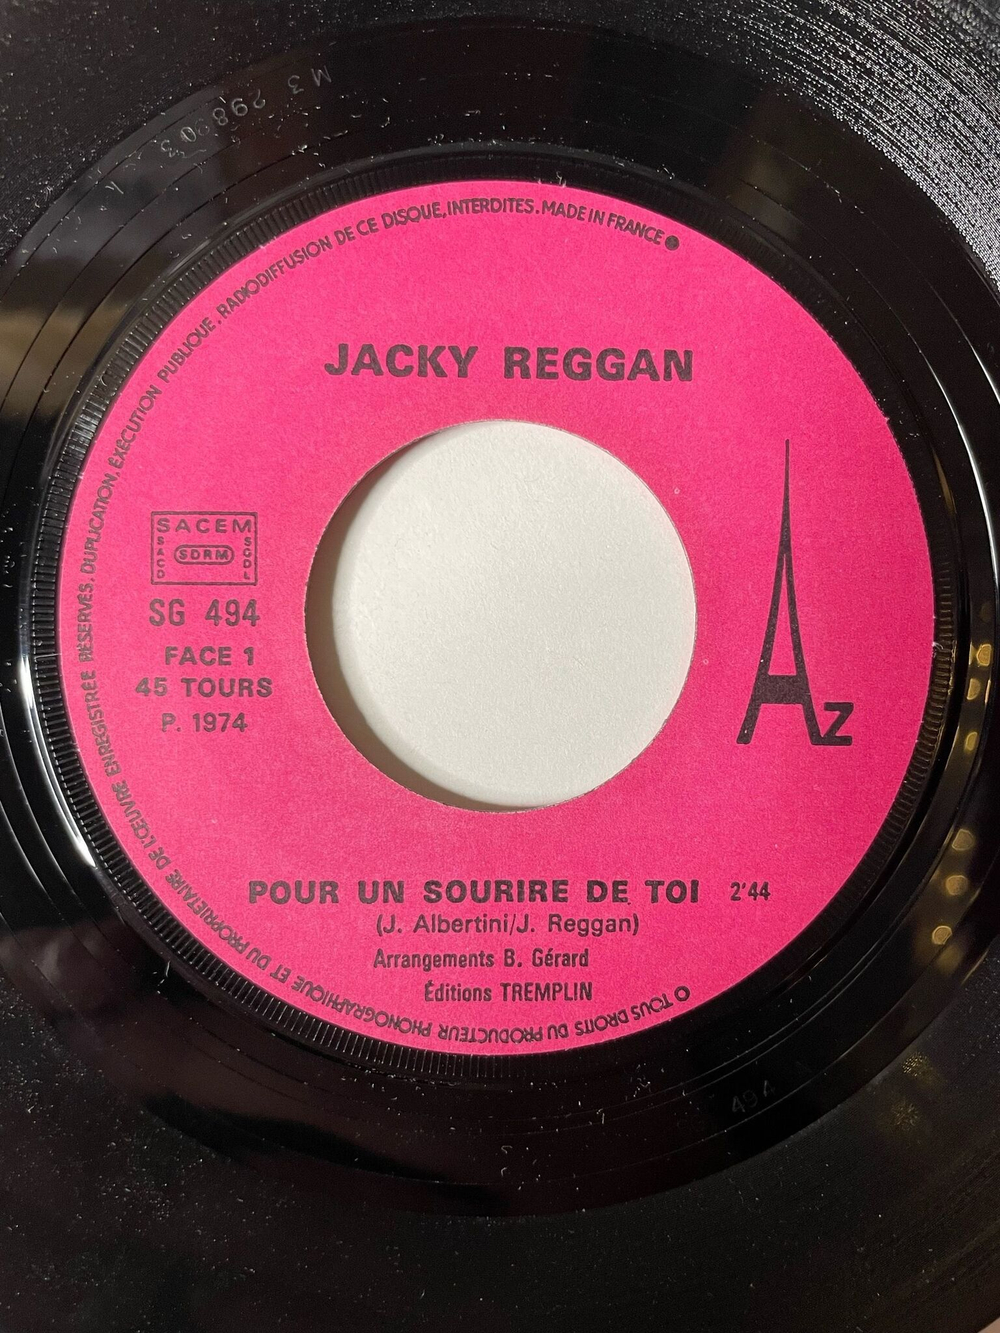 TOUS DROITS DU PRODUCTEUR PHONOGRAPHIQUE ET DU PROPRIETAIRE DE L'ŒUVRE ENREGISTRÉE RÉSERVÉS. DUPLICATION, EXÉCUTION PUBLIQUE, RADIODIFFUSION DE CE DISQUE, INTERDITES. MADE IN FRANCE
JACKY REGGAN
SACEM
SACD
SDRM
SGDL
SG 494
FACE 1
45 TOURS
P. 1974
AZ
POUR UN SOURIRE DE TOI 2'44
(J. Albertini/J. Reggan)
Arrangements B. Gérard
Éditions TREMPLIN
M3 298803
494